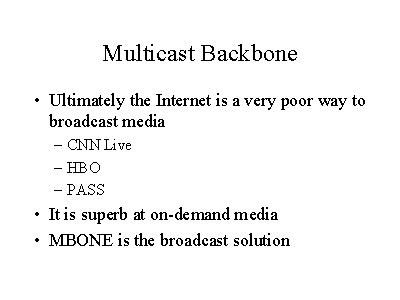 Multicast Backbone
• Ultimately the Internet is a very poor way to
broadcast media
– CNN Live
– HBO
– PASS
• It is superb at on-demand media
• MBONE is the broadcast solution